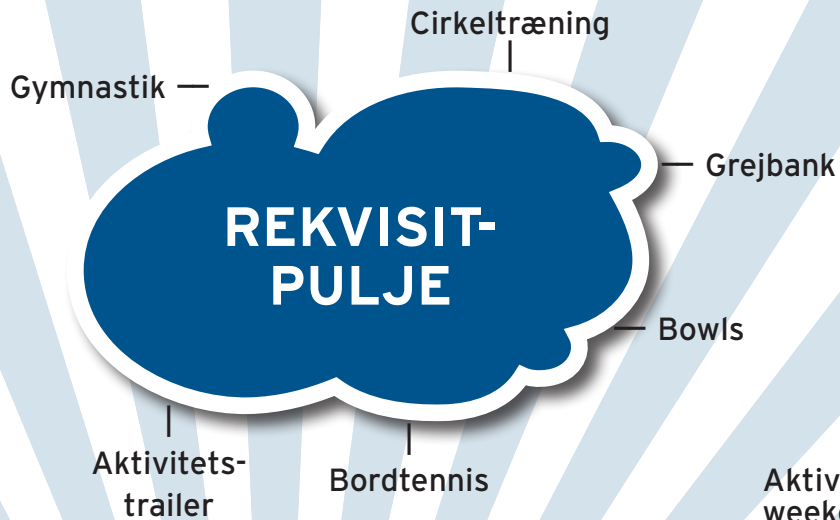 Cirkeltræning
Gymnastik
Grejbank
REKVISIT-
PULJE
Bowls
Aktivitets-
trailer
Bordtennis